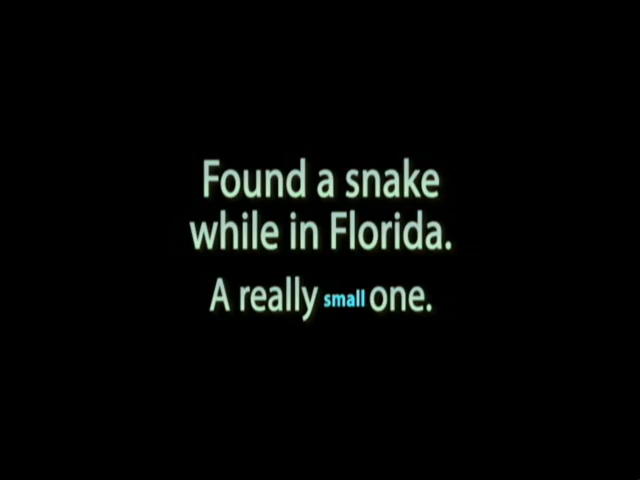 Found a snake
while in Florida.
A really small one.